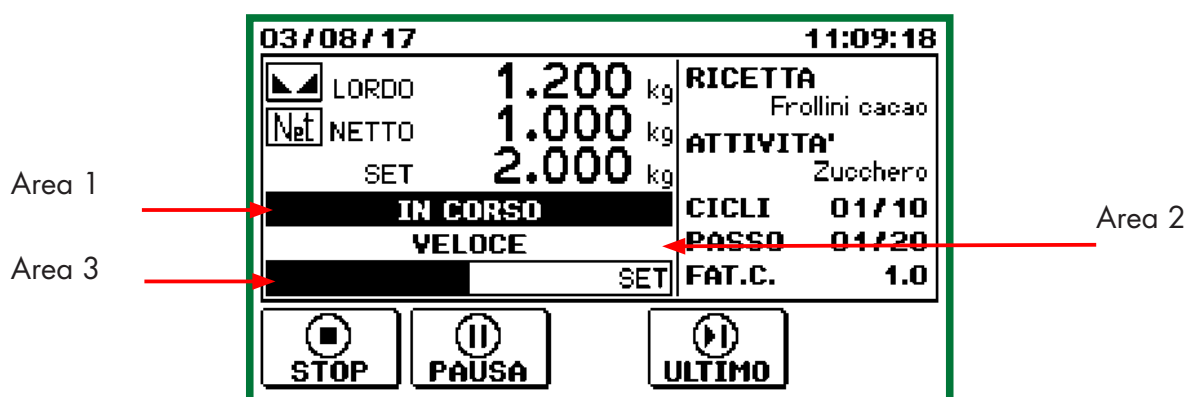 03/08/17 11:09:18
LORDO 1.200 kg
Net NETTO 1.000 kg
SET 2.000 kg
IN CORSO
VELOCE
SET
RICETTA
Frollini cacao
ATTIVITA'
Zucchero
CICLI 01/10
PASSO 01/20
FAT.C. 1.0
STOP PAUSA ULTIMO
Area 1
Area 3
Area 2